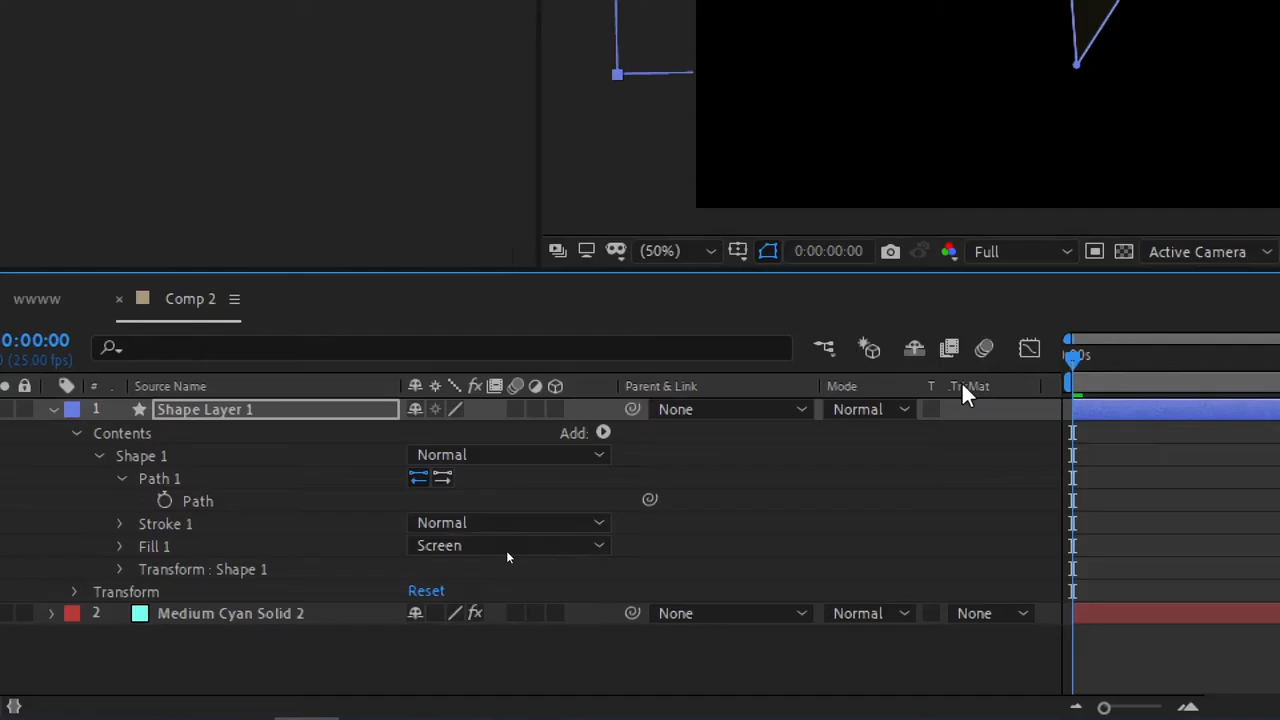 (50%) 0:00:00:00 Full Active Camera
wwww × Comp 2
0:00:00
(25.00 fps)
# Source Name fx Parent & Link Mode T
1 Shape Layer 1 None Normal
Contents Add:
Shape 1 Normal
Path 1
Path
Stroke 1 Normal
Fill 1 Screen
Transform : Shape 1
Transform Reset
2 Medium Cyan Solid 2 fx None Normal None